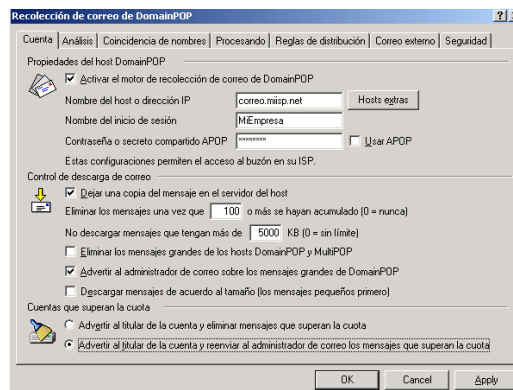 Recolección de correo de DomainPOP
Cuenta Análisis Coincidencia de nombres Procesando Reglas de distribución Correo externo Seguridad
Propiedades del host DomainPOP
Activar el motor de recolección de correo de DomainPOP
Nombre del host o dirección IP correo.miisp.net Hosts extras
Nombre del inicio de sesión MiEmpresa
Contraseña o secreto compartido APOP ******** Usar APOP
Estas configuraciones permiten el acceso al buzón en su ISP.
Control de descarga de correo
Dejar una copia del mensaje en el servidor del host
Eliminar los mensajes una vez que 100 o más se hayan acumulado (0 = nunca)
No descargar mensajes que tengan más de 5000 KB (0 = sin límite)
Eliminar los mensajes grandes de los hosts DomainPOP y MultiPOP
Advertir al administrador de correo sobre los mensajes grandes de DomainPOP
Descargar mensajes de acuerdo al tamaño (los mensajes pequeños primero)
Cuentas que superan la cuota
Advertir al titular de la cuenta y eliminar mensajes que superan la cuota
Advertir al titular de la cuenta y reenviar al administrador de correo los mensajes que superan la cuota
OK Cancel Apply